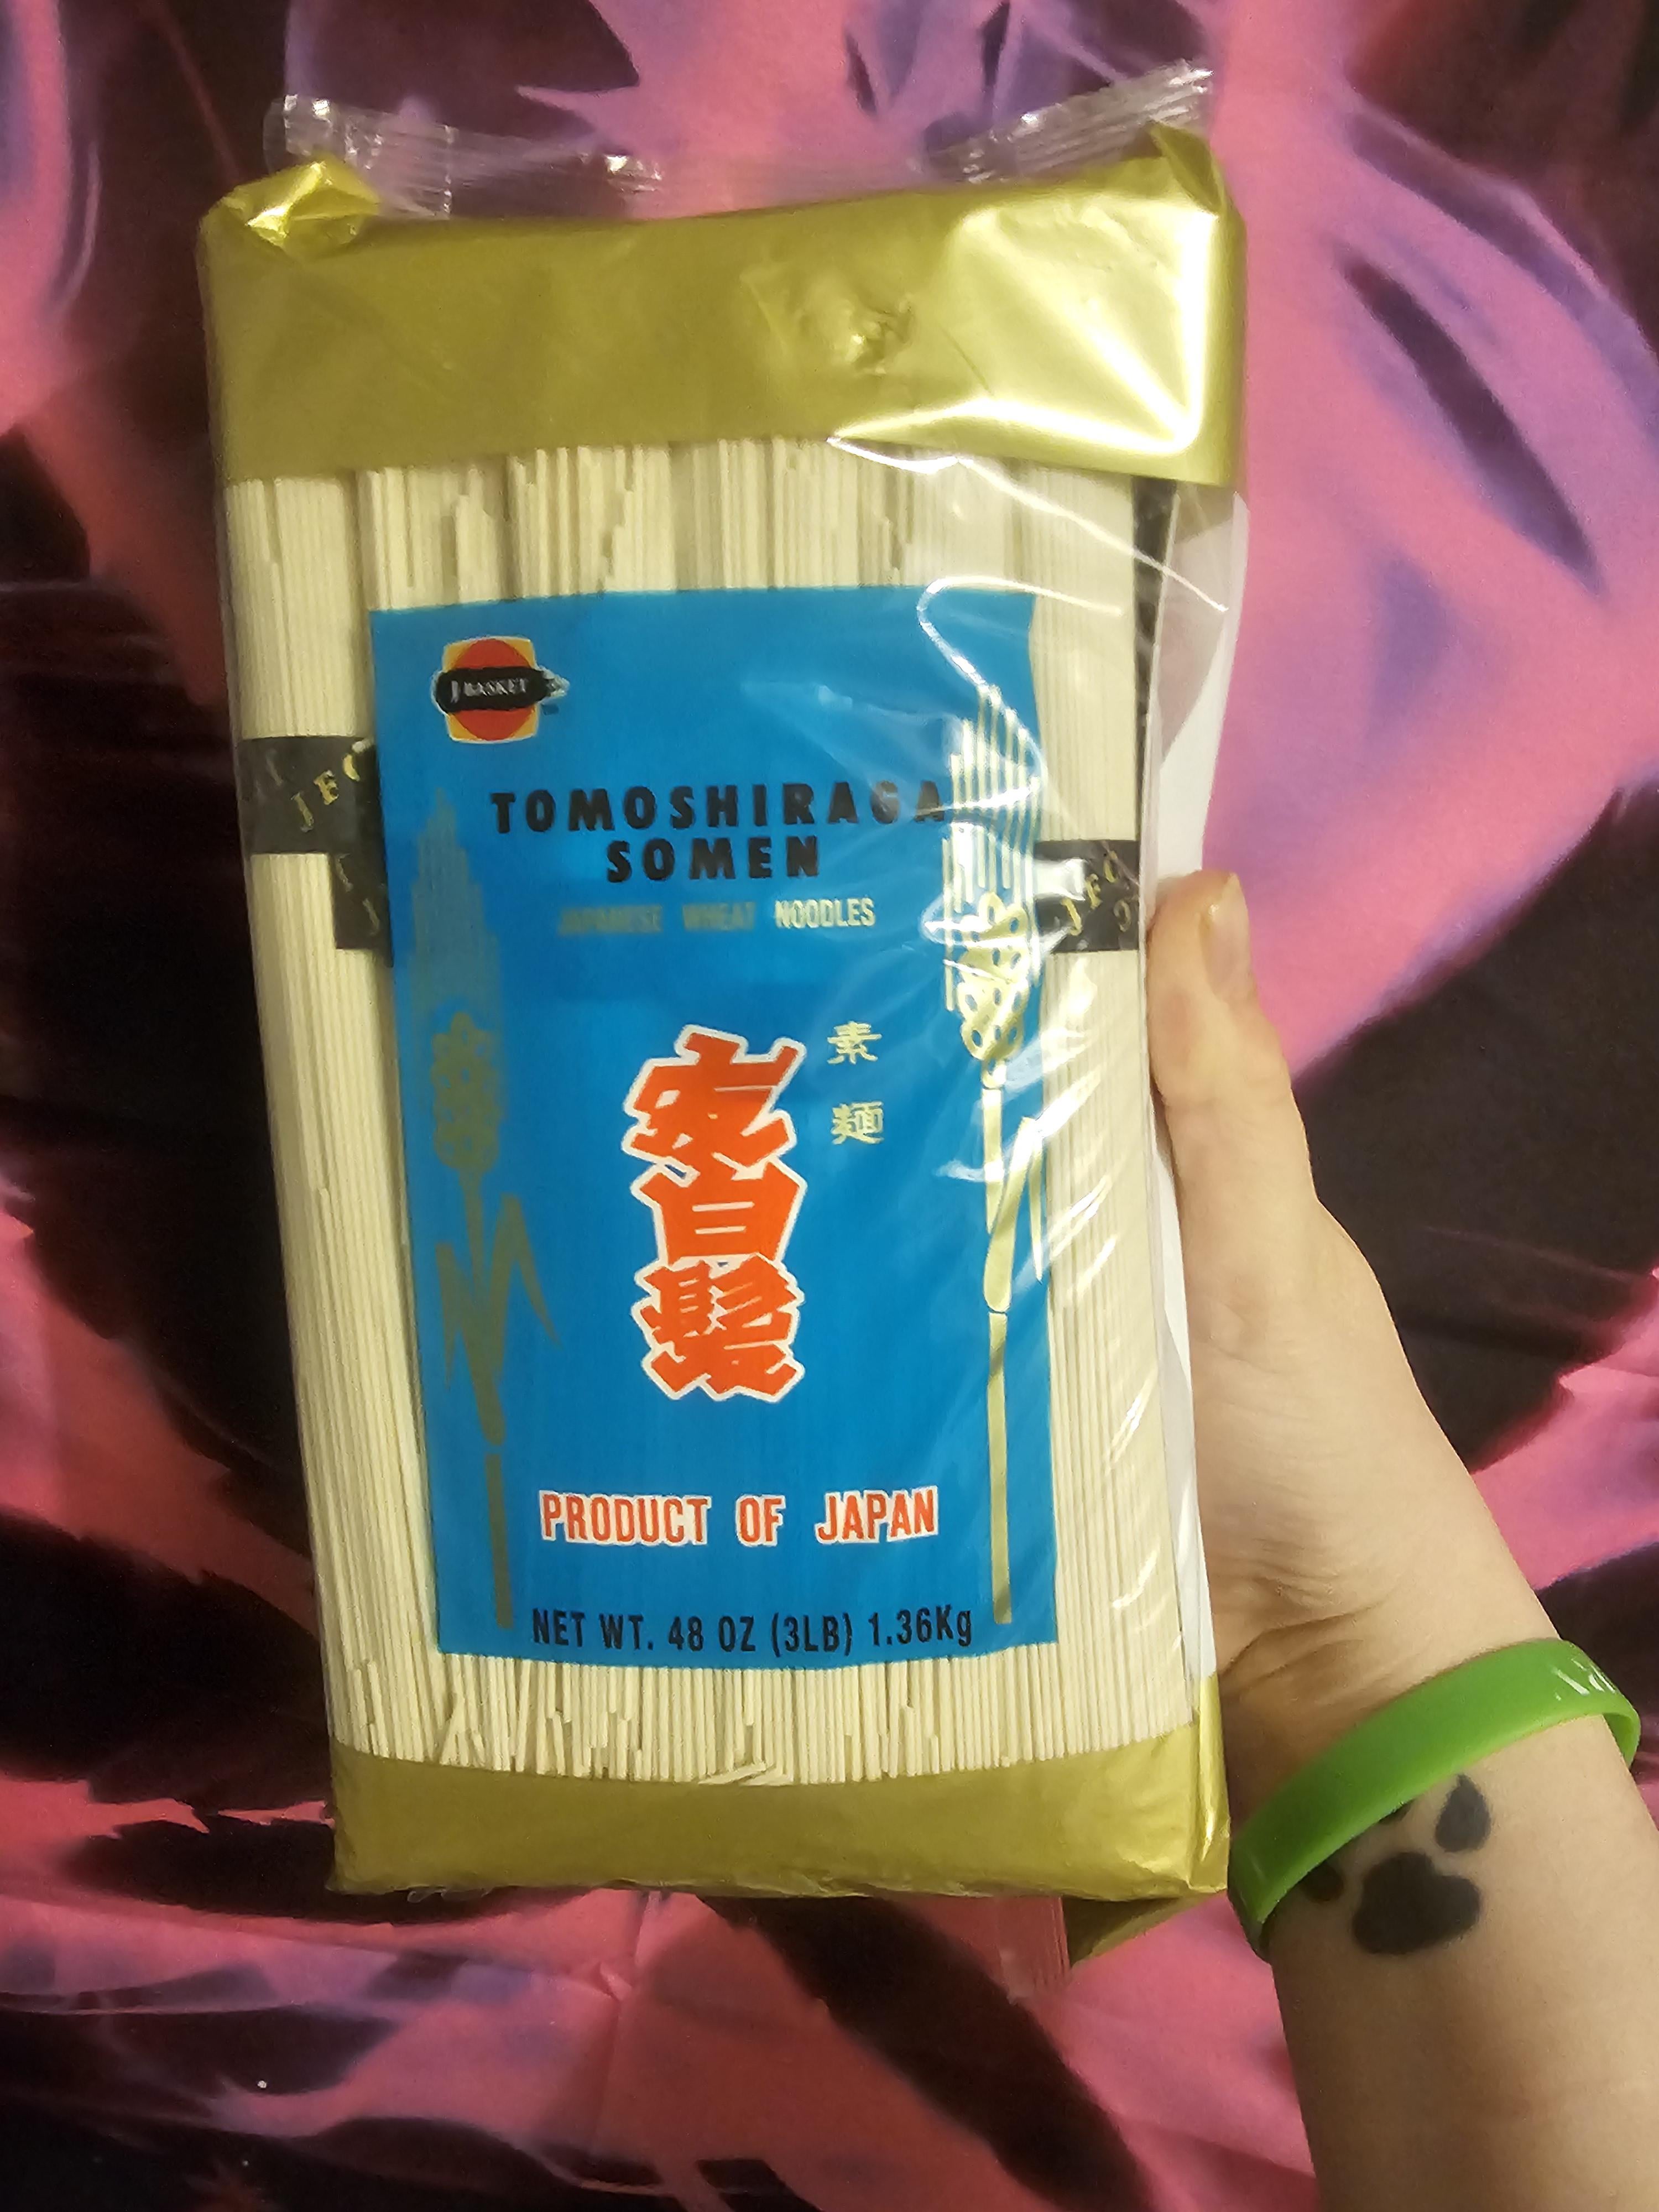 J-BASKET
TOMOSHIRAGA
SOMEN
JAPANESE WHEAT NOODLES
素麺
友白髪
PRODUCT OF JAPAN
NET WT. 48 OZ (3LB) 1.36Kg
JFC
JFC